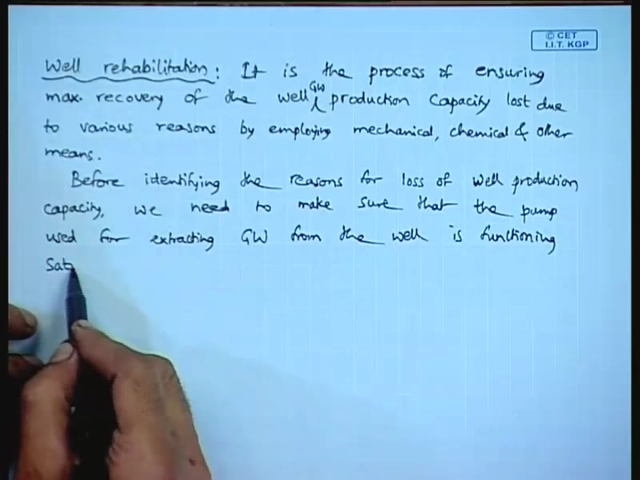 © CET
I.I.T. KGP
Well rehabilitation: It is the process of ensuring
GW
max. recovery of the well production capacity lost due
to various reasons by employing mechanical, chemical & other
means.
Before identifying the reasons for loss of well production
capacity, we need to make sure that the pump
used for extracting GW from the well is functioning
Sat